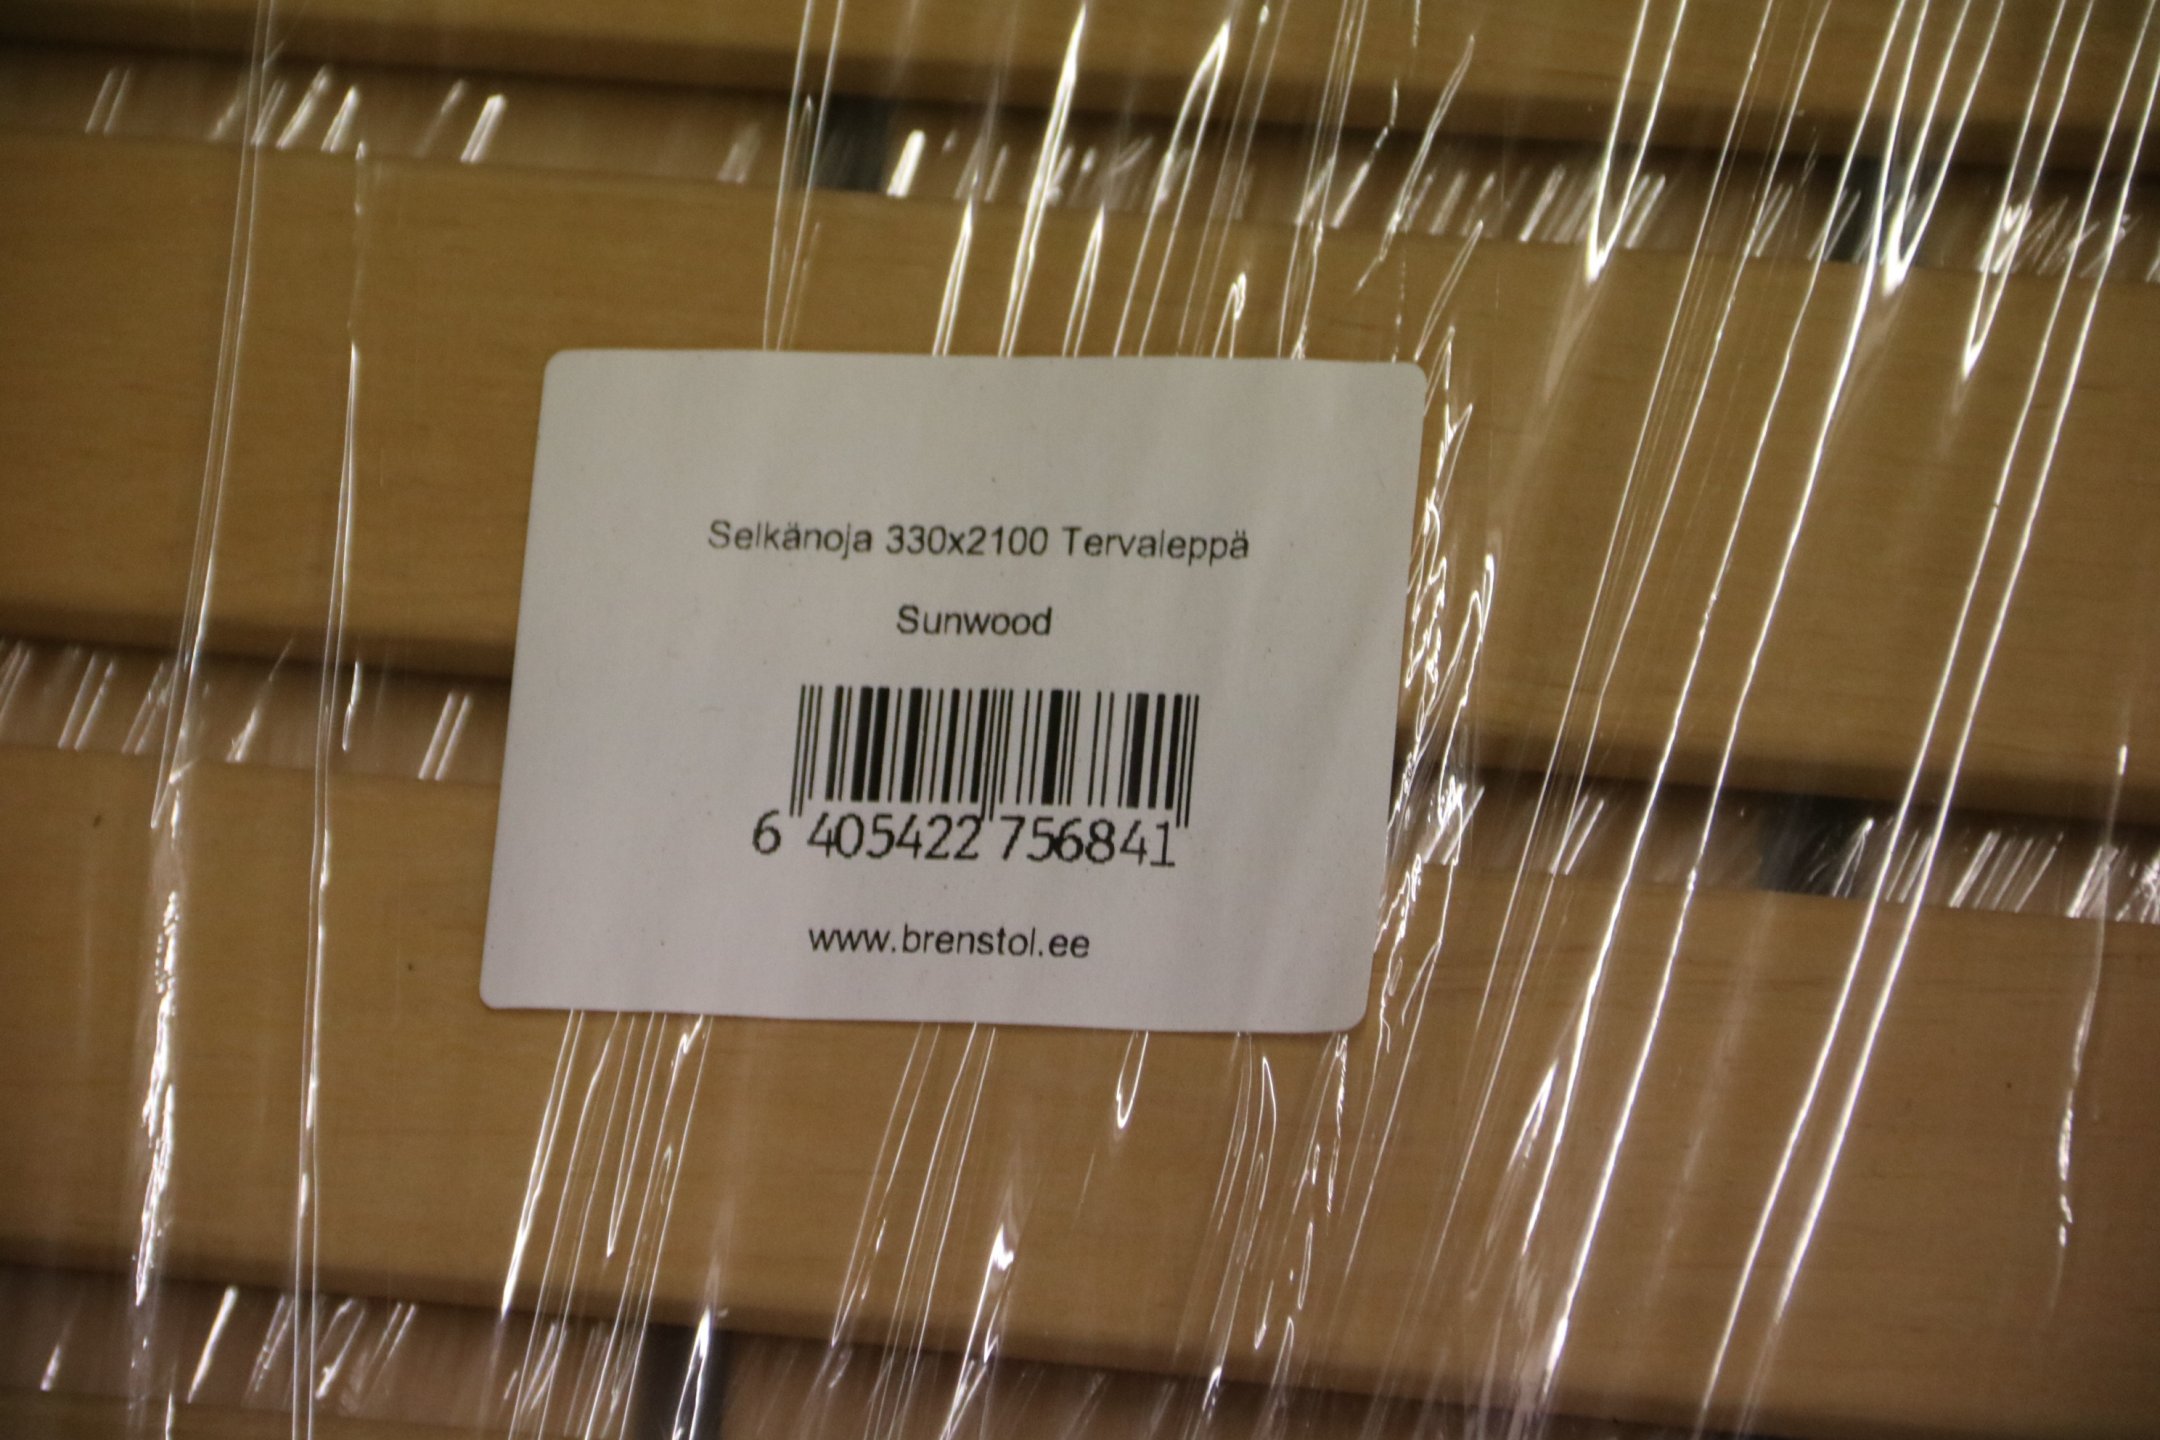 Selkänoja 330x2100 Tervaleppä
Sunwood
6 405422 756841
www.brenstol.ee